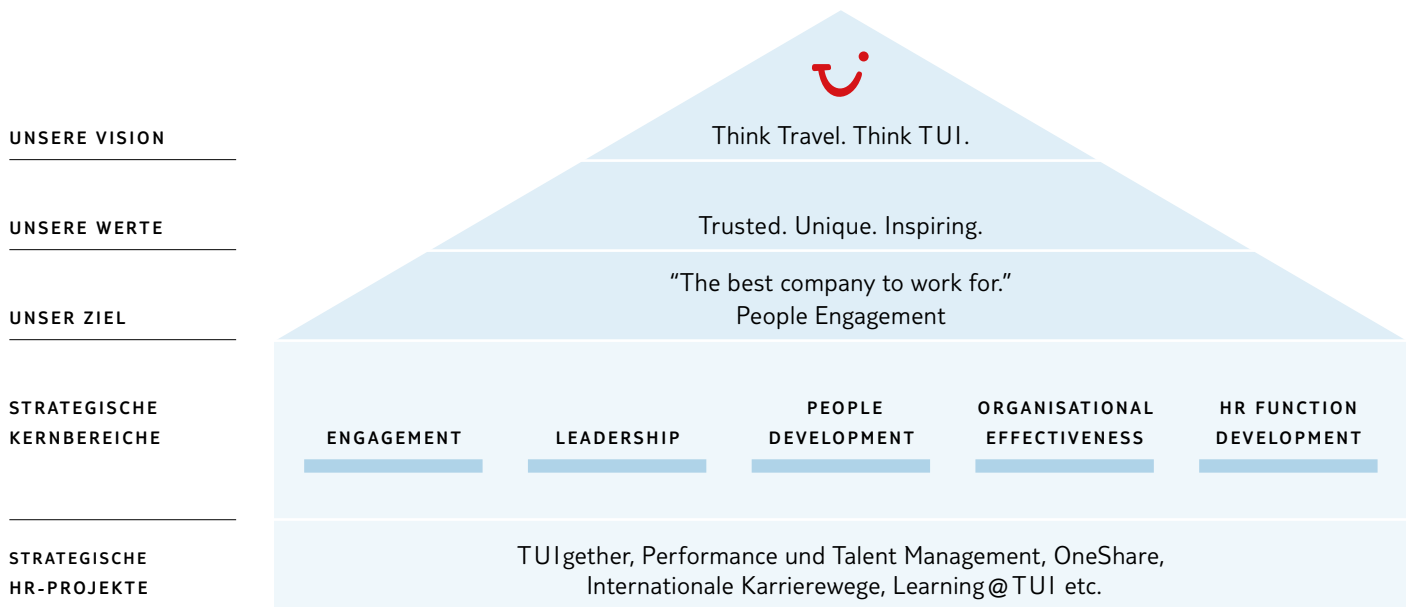 UNSERE VISION
Think Travel. Think TUI.
UNSERE WERTE
Trusted. Unique. Inspiring.
UNSER ZIEL
“The best company to work for.”
People Engagement
STRATEGISCHE
KERNBEREICHE
ENGAGEMENT
LEADERSHIP
PEOPLE
DEVELOPMENT
ORGANISATIONAL
EFFECTIVENESS
HR FUNCTION
DEVELOPMENT
STRATEGISCHE
HR-PROJEKTE
TUIgether, Performance und Talent Management, OneShare,
Internationale Karrierewege, Learning@TUI etc.